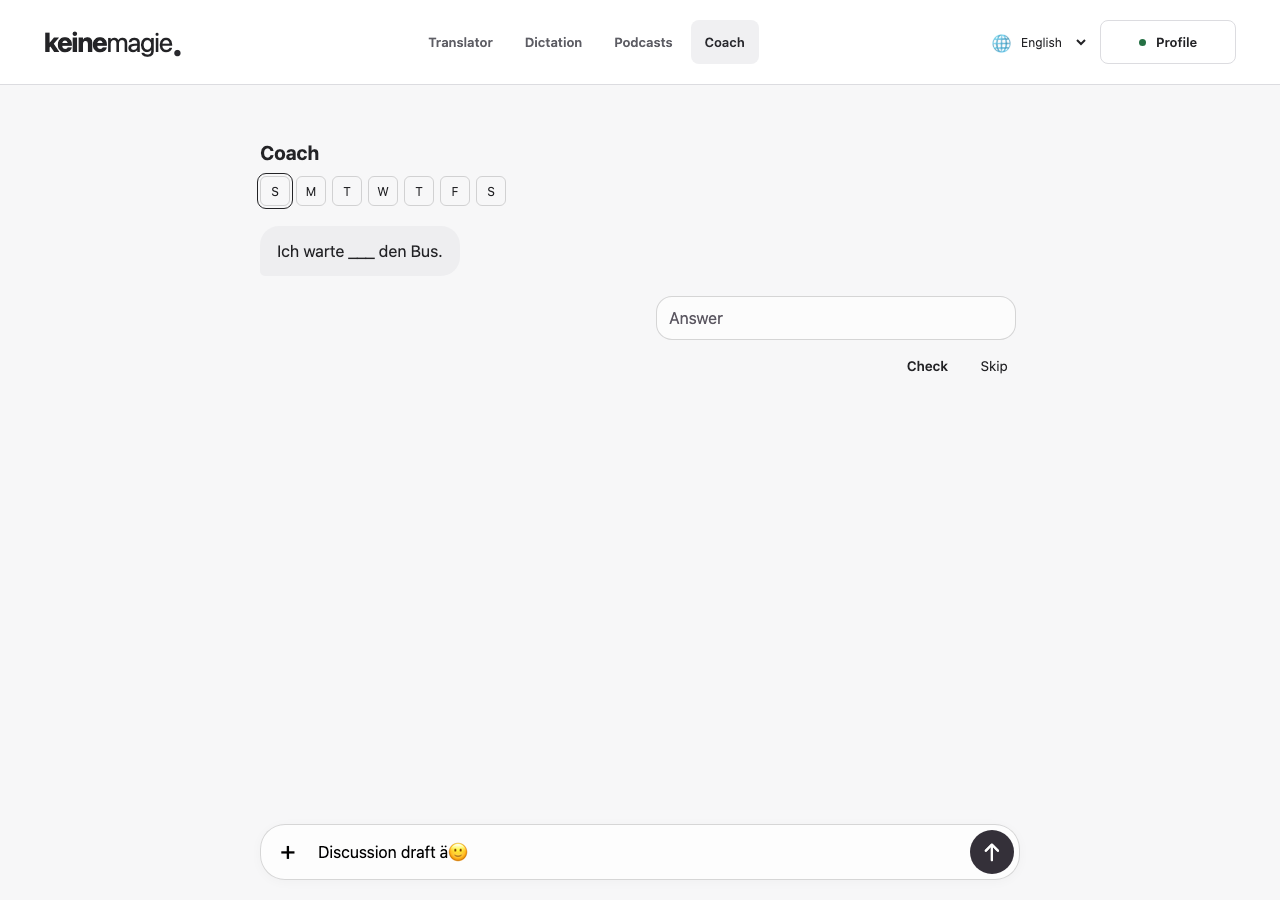 keinemagie.
Translator Dictation Podcasts Coach
🌐 English Profile
Coach
S M T W T F S
Ich warte ___ den Bus.
Answer
Check Skip
+ Discussion draft ä🙂